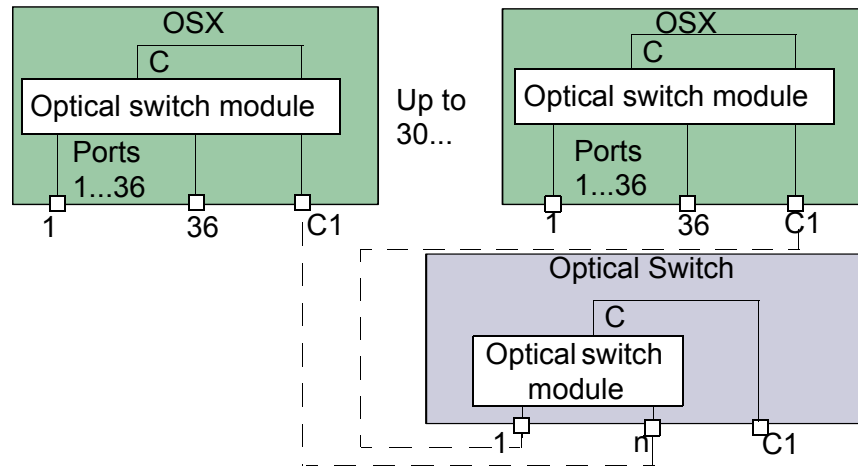 OSX
C
Optical switch module
Ports
1...36
1
36
C1
Up to
30...
OSX
C
Optical switch module
Ports
1...36
1
36
C1
Optical Switch
C
Optical switch
module
1
n
C1